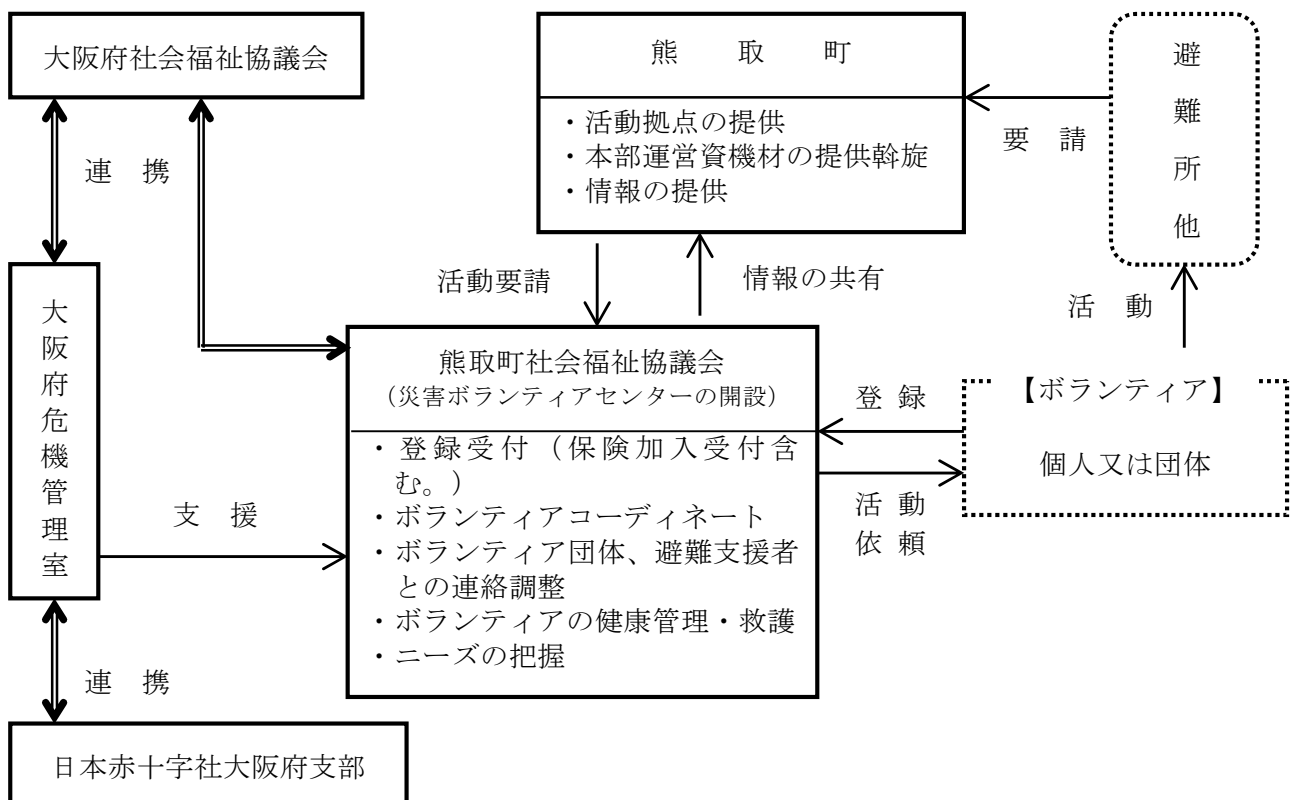 大阪府社会福祉協議会
連　携
大阪府危機管理室
支　援
連　携
日本赤十字社大阪府支部
熊　取　町
・活動拠点の提供
・本部運営資機材の提供斡旋
・情報の提供
要　請
避難所他
活動要請
情報の共有
活　動
熊取町社会福祉協議会
（災害ボランティアセンターの開設）
・登録受付（保険加入受付含
む。）
・ボランティアコーディネート
・ボランティア団体、避難支援者
との連絡調整
・ボランティアの健康管理・救護
・ニーズの把握
登 録
活 動
依 頼
【ボランティア】
個人又は団体